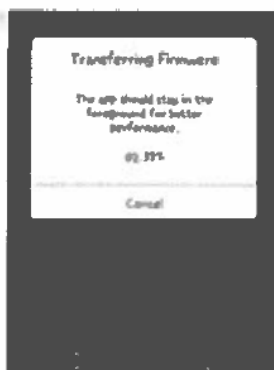 Transferring Firmware
The app should stay in the
foreground for better
performance.
Cancel